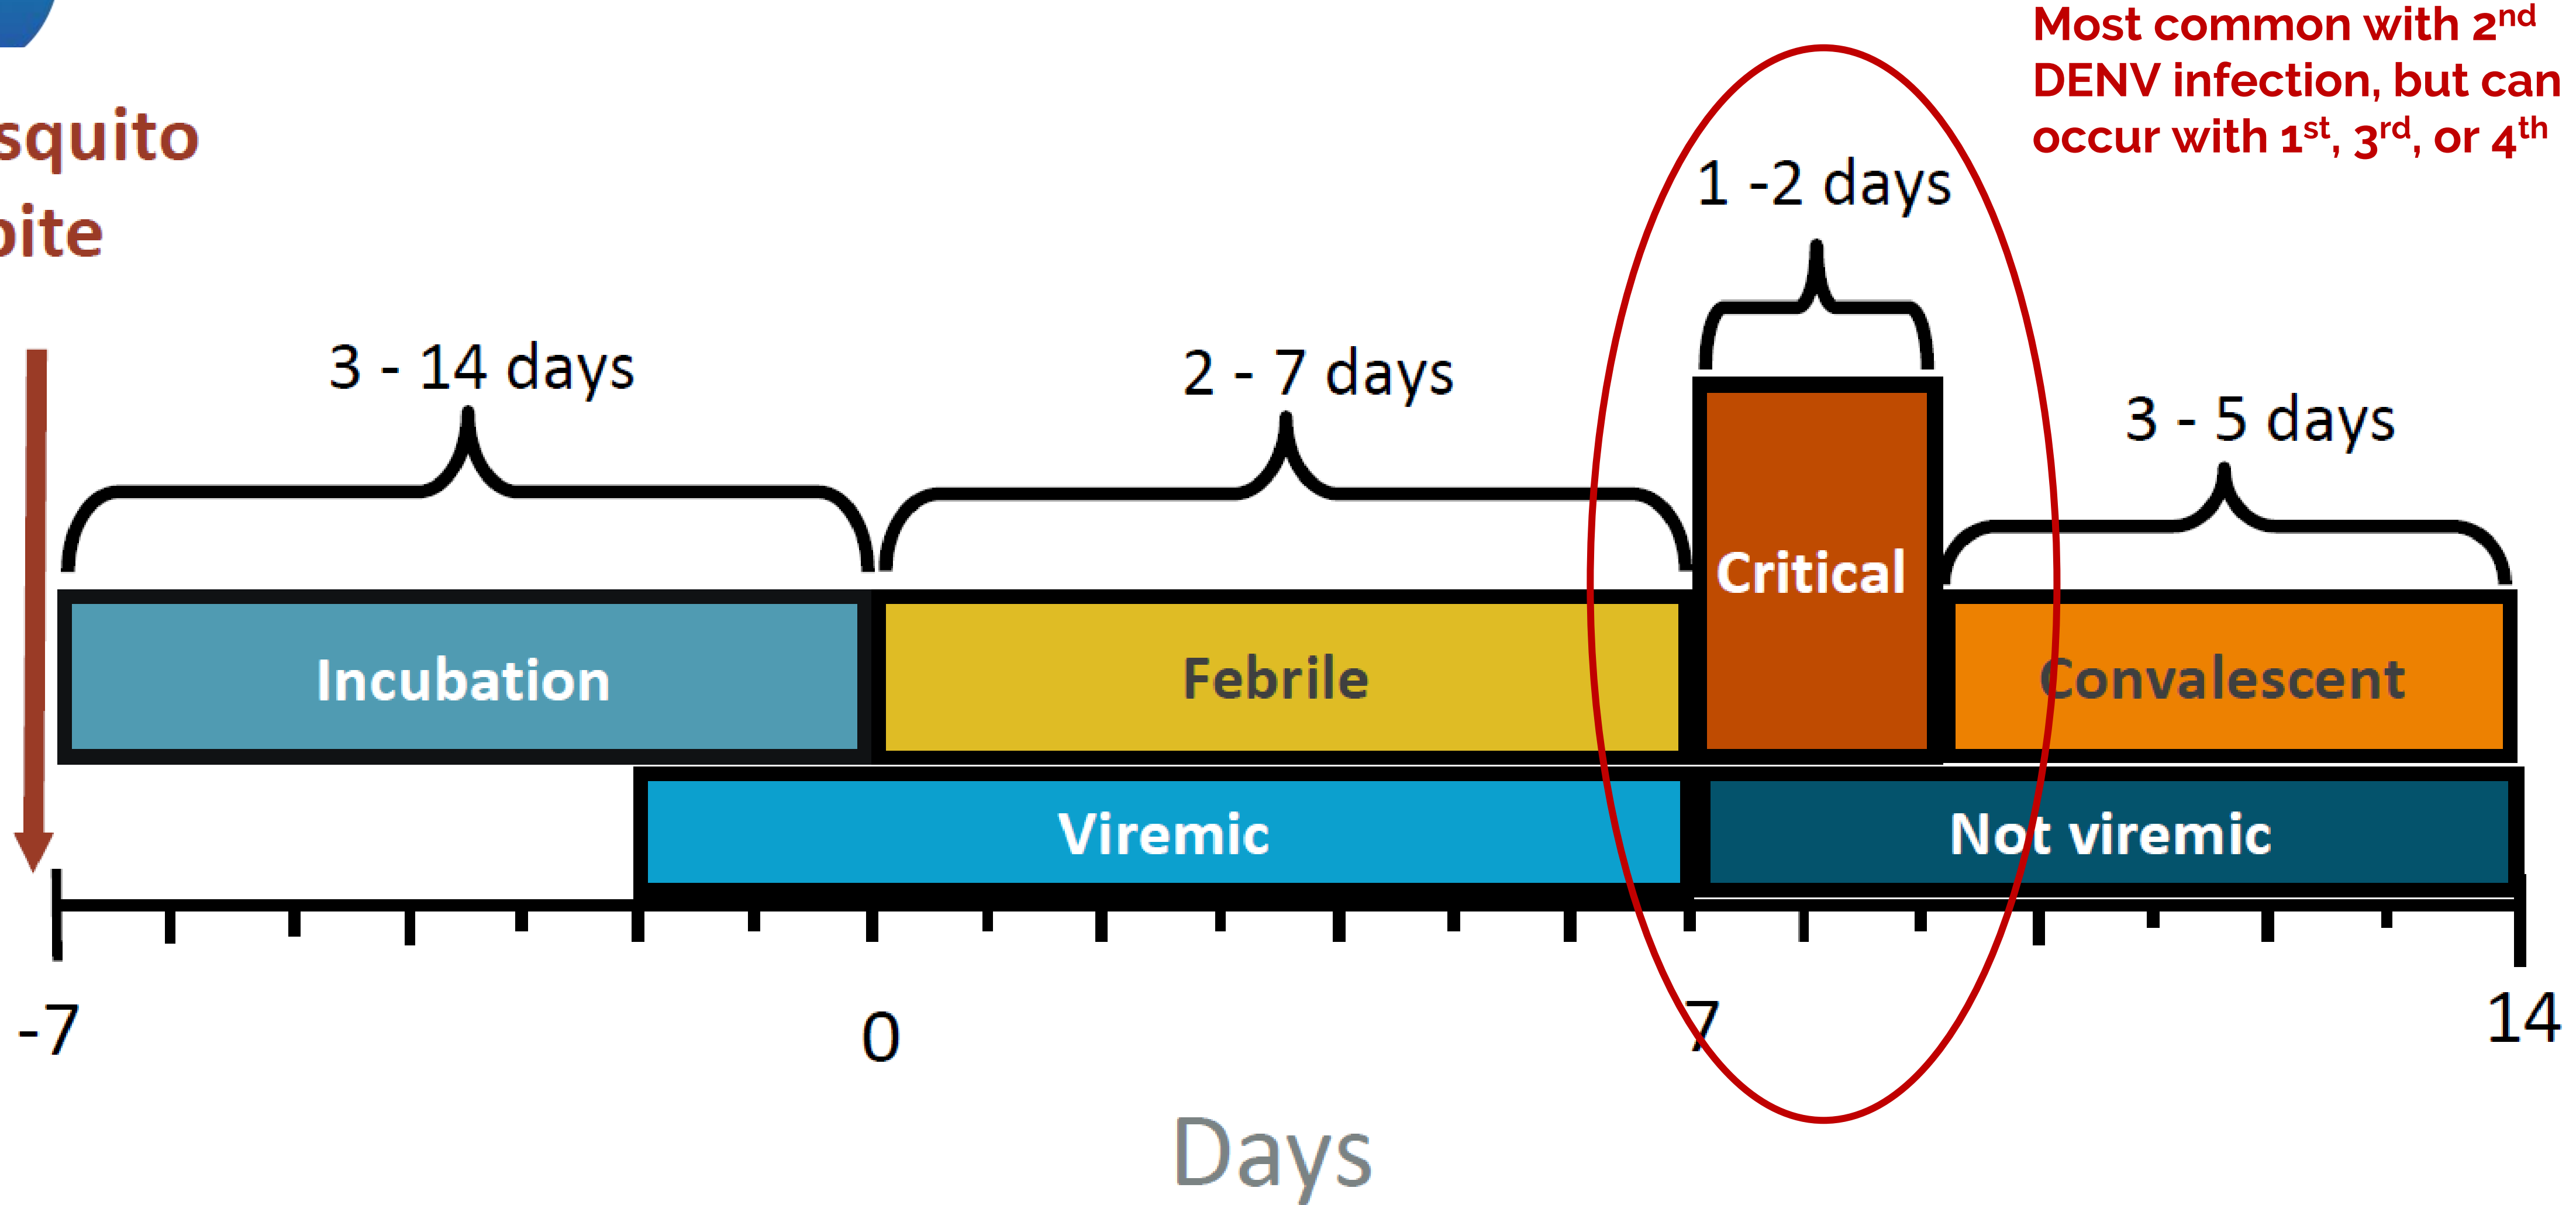 Most common with 2nd
DENV infection, but can
occur with 1st, 3rd, or 4th
squito
bite
1 -2 days
3 - 14 days
2 - 7 days
3 - 5 days
Critical
Incubation
Febrile
Convalescent
Viremic
Not viremic
-7
0
7
14
Days